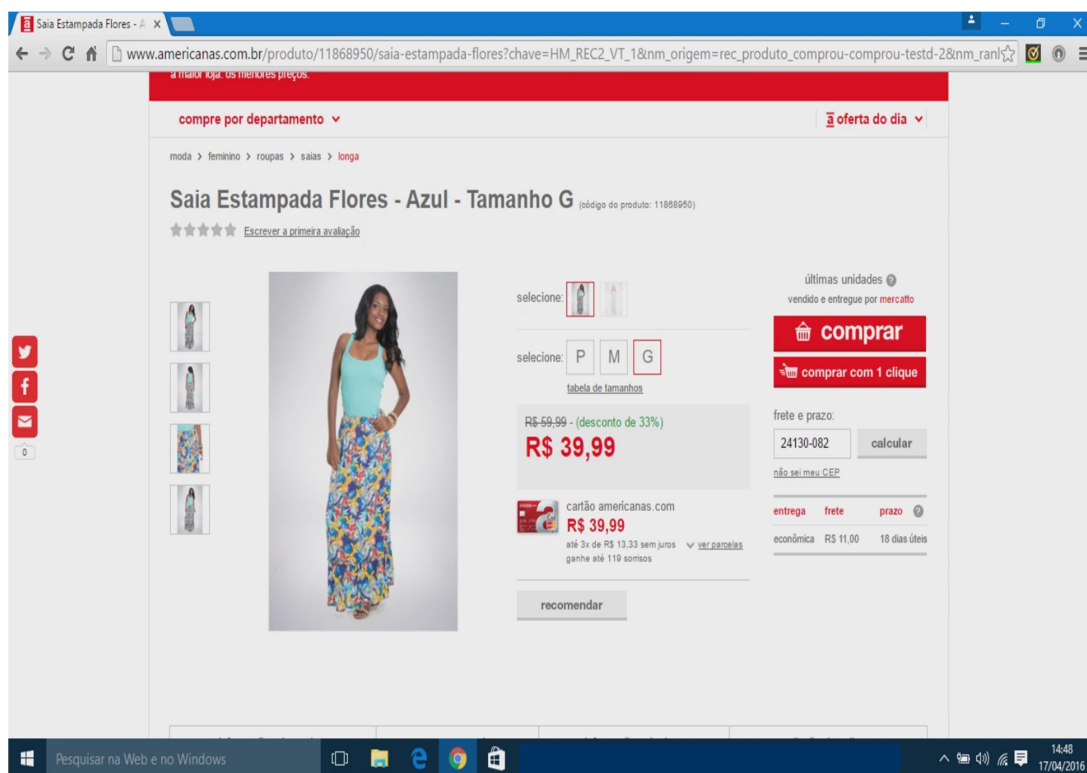 Saia Estampada Flores - A
www.americanas.com.br/produto/11868950/saia-estampada-flores?chave=HM_REC2_VT_1&nm_origem=rec_produto_comprou-comprou-testd-2&nm_ranl
a maior loja. os menores preços.
compre por departamento
a oferta do dia
moda > feminino > roupas > saias > longa
Saia Estampada Flores - Azul - Tamanho G (código do produto: 11868950)
Escrever a primeira avaliação
selecione:
selecione: P M G
tabela de tamanhos
R$ 59,99 - (desconto de 33%)
R$ 39,99
cartão americanas.com
R$ 39,99
até 3x de R$ 13,33 sem juros ver parcelas
ganhe até 119 sorrisos
recomendar
últimas unidades
vendido e entregue por mercatto
comprar
comprar com 1 clique
frete e prazo:
24130-082 calcular
não sei meu CEP
entrega frete prazo
econômica R$ 11,00 18 dias úteis
0
Pesquisar na Web e no Windows
14:48
17/04/2016